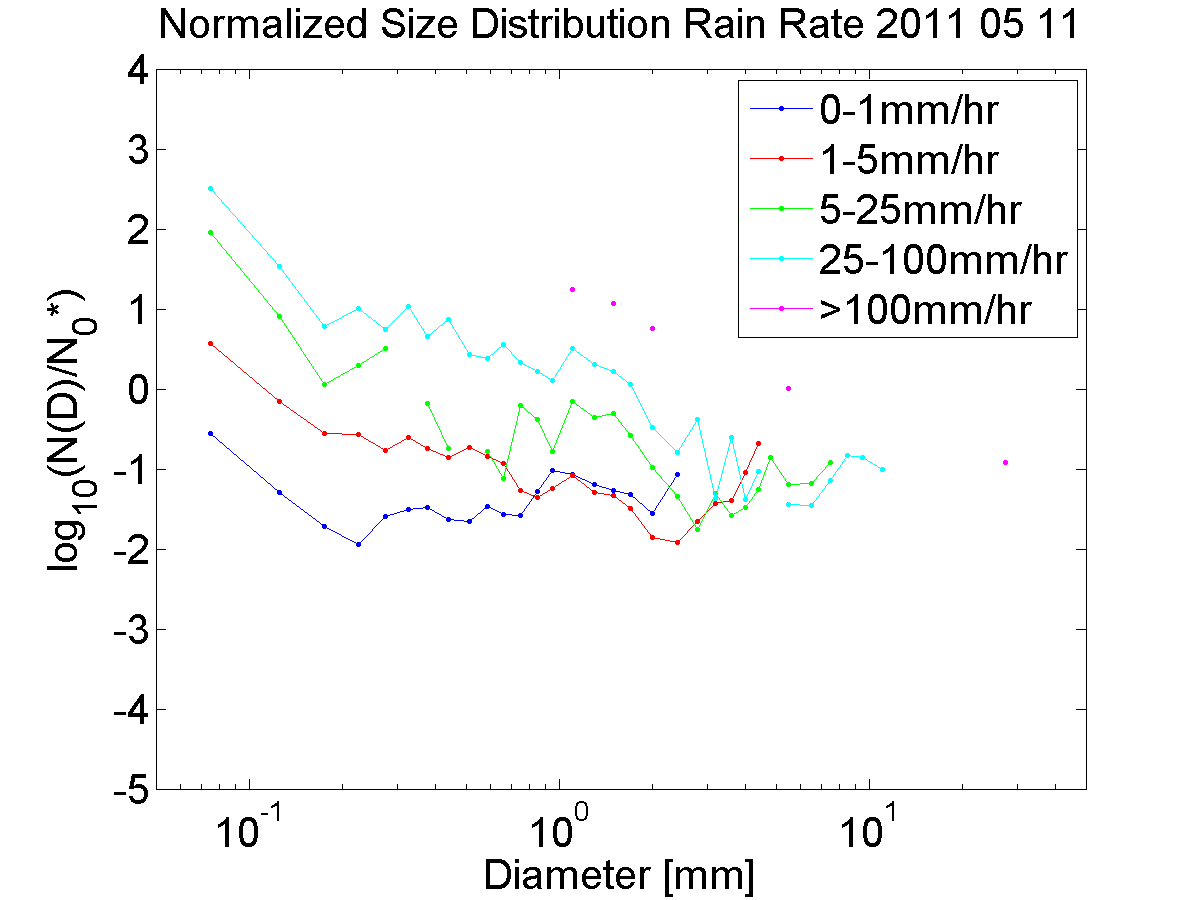 Normalized Size Distribution Rain Rate 2011 05 11
4
3
2
1
0
-1
-2
-3
-4
-5
log10(N(D)/N0*)
0-1mm/hr
1-5mm/hr
5-25mm/hr
25-100mm/hr
>100mm/hr
10-1
100
101
Diameter [mm]